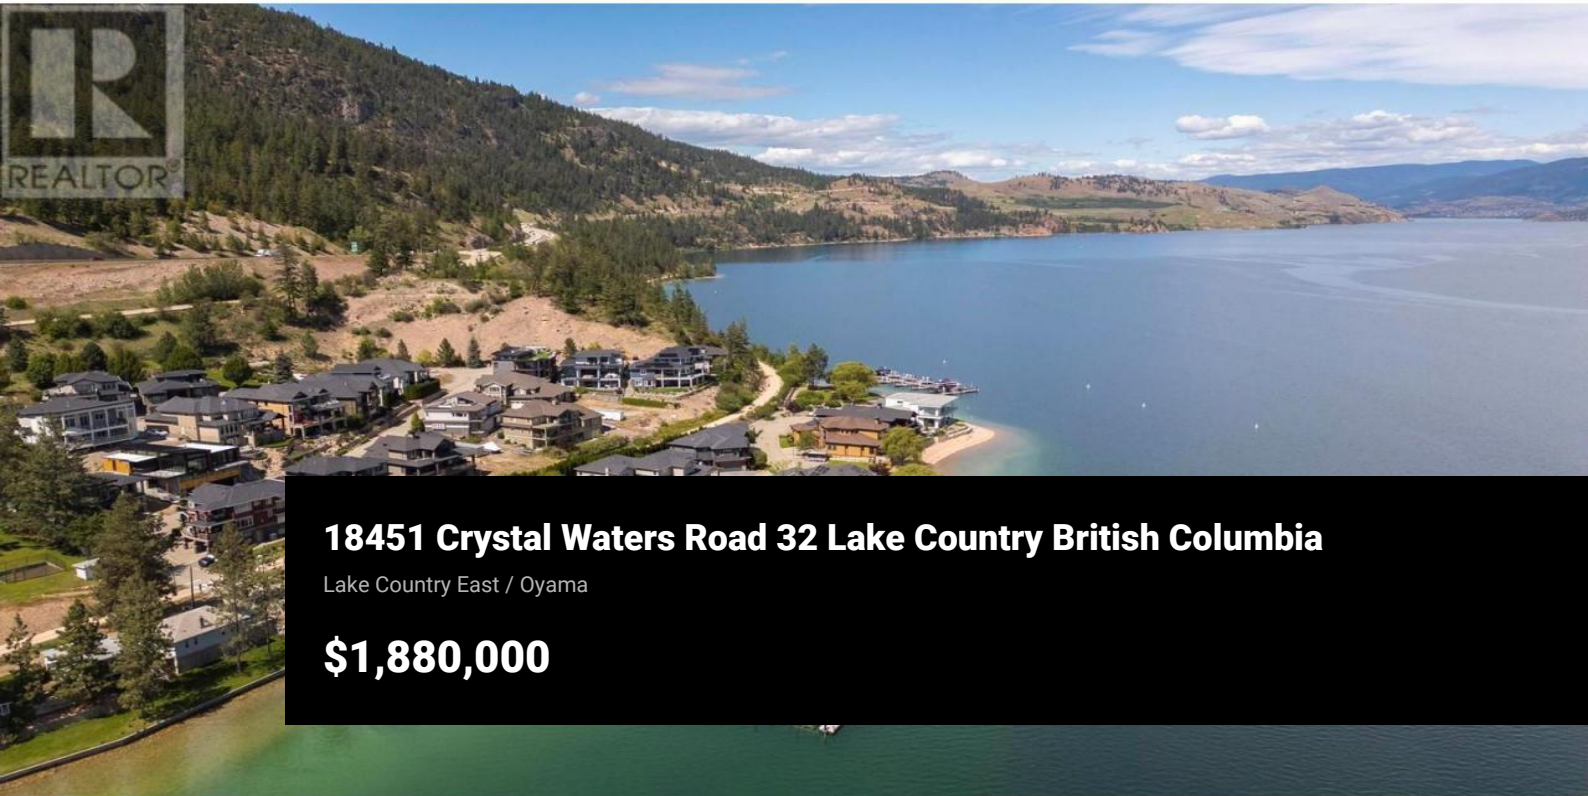 R
REALTOR®
18451 Crystal Waters Road 32 Lake Country British Columbia
Lake Country East / Oyama
$1,880,000